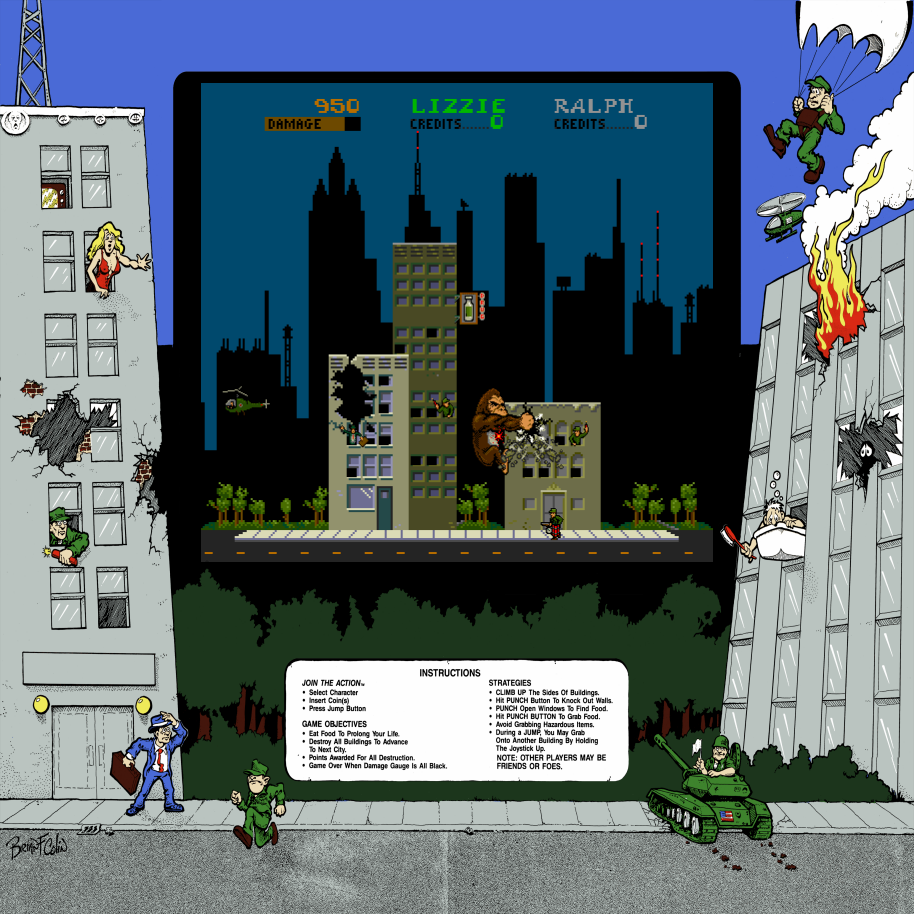 950 LIZZIE RALPH
DAMAGE CREDITS......0 CREDITS......0
INSTRUCTIONS
JOIN THE ACTION™
• Select Character
• Insert Coin(s)
• Press Jump Button
GAME OBJECTIVES
• Eat Food To Prolong Your Life.
• Destroy All Buildings To Advance
To Next City.
• Points Awarded For All Destruction.
• Game Over When Damage Gauge Is All Black.
STRATEGIES
• CLIMB UP The Sides Of Buildings.
• Hit PUNCH Button To Knock Out Walls.
• PUNCH Open Windows To Find Food.
• Hit PUNCH BUTTON To Grab Food.
• Avoid Grabbing Hazardous Items.
• During a JUMP, You May Grab
Onto Another Building By Holding
The Joystick Up.
NOTE: OTHER PLAYERS MAY BE
FRIENDS OR FOES.
Brian F. Colin